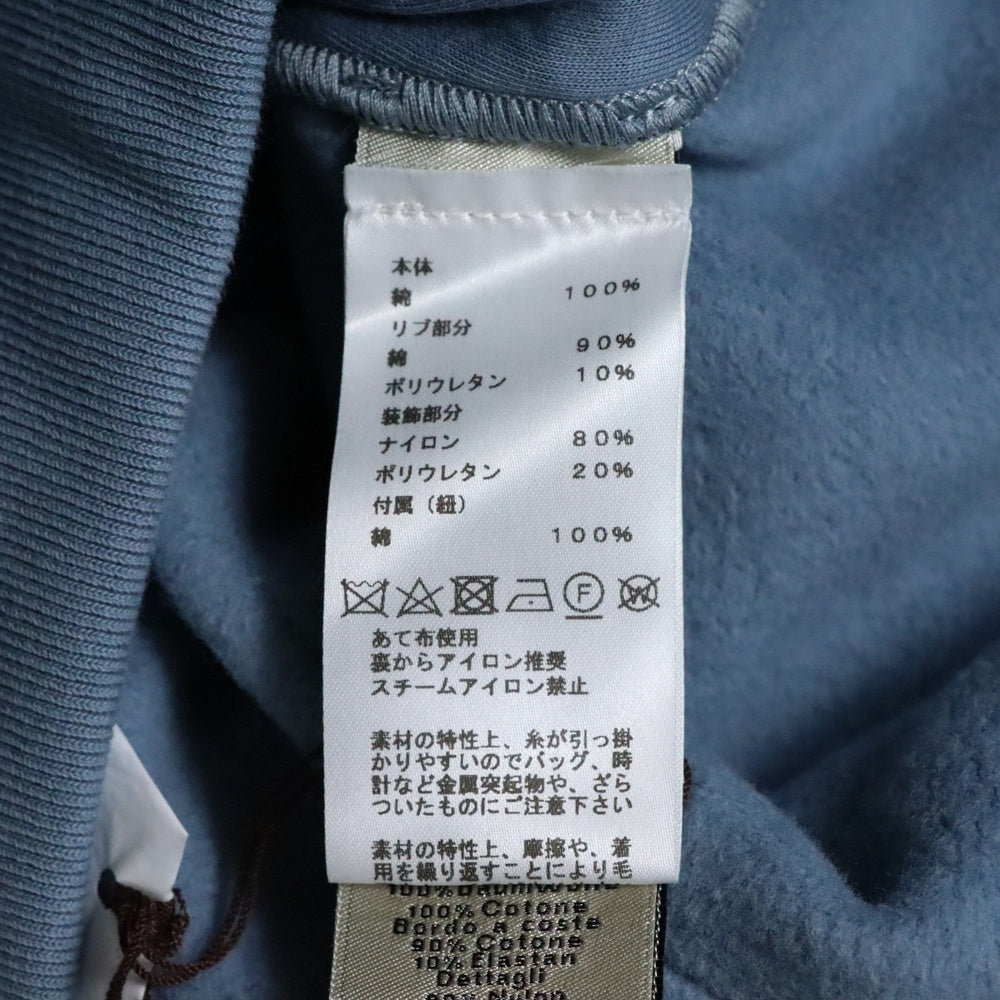 本体
綿 100%
リブ部分
綿 90%
ポリウレタン 10%
装飾部分
ナイロン 80%
ポリウレタン 20%
付属（紐）
綿 100%
F W
あて布使用
裏からアイロン推奨
スチームアイロン禁止
素材の特性上、糸が引っ掛
かりやすいのでバッグ、時
計など金属突起物や、ざら
ついたものにご注意下さい
素材の特性上、摩擦や、着
用を繰り返すことにより毛
100% Baumwolle
100% Cotone
Bordo a coste
90% Cotone
10% Elastan
Dettagli
Nylon